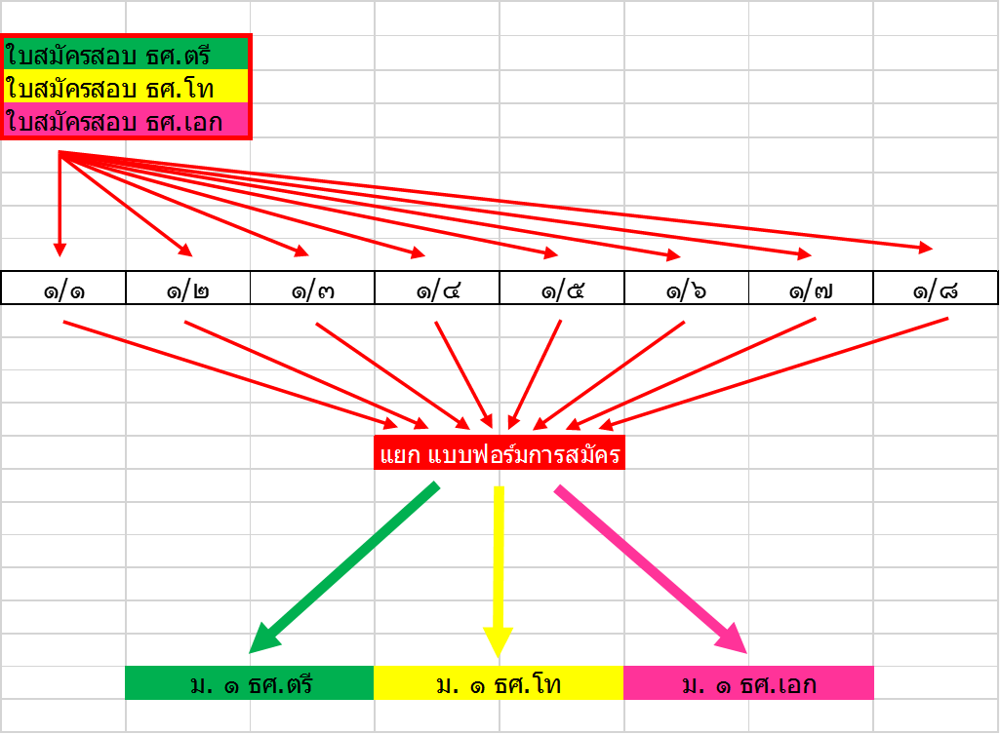 ใบสมัครสอบ ธศ.ตรี
ใบสมัครสอบ ธศ.โท
ใบสมัครสอบ ธศ.เอก
๑/๑ ๑/๒ ๑/๓ ๑/๔ ๑/๕ ๑/๖ ๑/๗ ๑/๘
แยก แบบฟอร์มการสมัคร
ม. ๑ ธศ.ตรี ม. ๑ ธศ.โท ม. ๑ ธศ.เอก